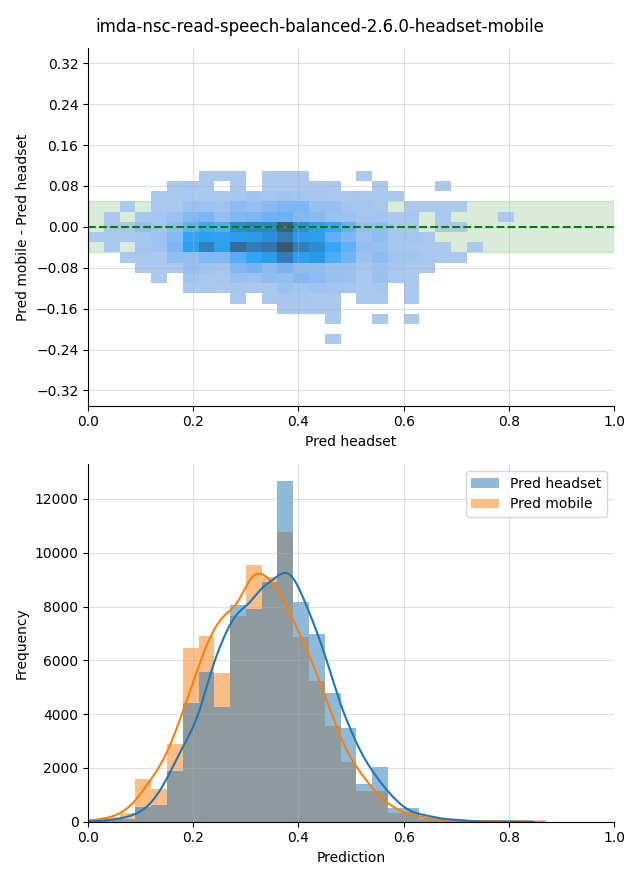 imda-nsc-read-speech-balanced-2.6.0-headset-mobile
Pred mobile - Pred headset
0.32
0.24
0.16
0.08
0.00
−0.08
−0.16
−0.24
−0.32
0.0 0.2 0.4 0.6 0.8 1.0
Pred headset
Frequency
12000
10000
8000
6000
4000
2000
0
Pred headset
Pred mobile
0.0 0.2 0.4 0.6 0.8 1.0
Prediction